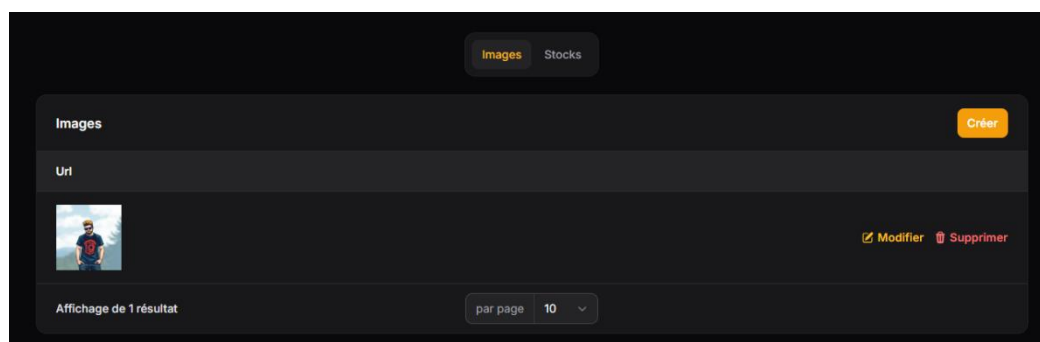 Images Stocks
Images Créer
Url
Modifier Supprimer
Affichage de 1 résultat par page 10